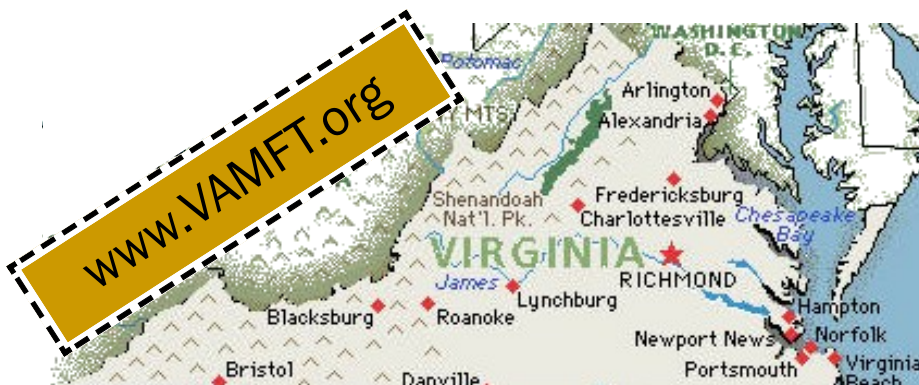 www.VAMFT.org
WASHINGTON,
D.C.
Potomac
Arlington
Alexandria
Y MTS
Shenandoah
Nat'l. Pk.
Fredericksburg
Charlottesville
Chesapeake
Bay
VIRGINIA
RICHMOND
James
Lynchburg
Blacksburg
Roanoke
Hampton
Newport News
Norfolk
Portsmouth
Virginia
Beach
Bristol
Danville